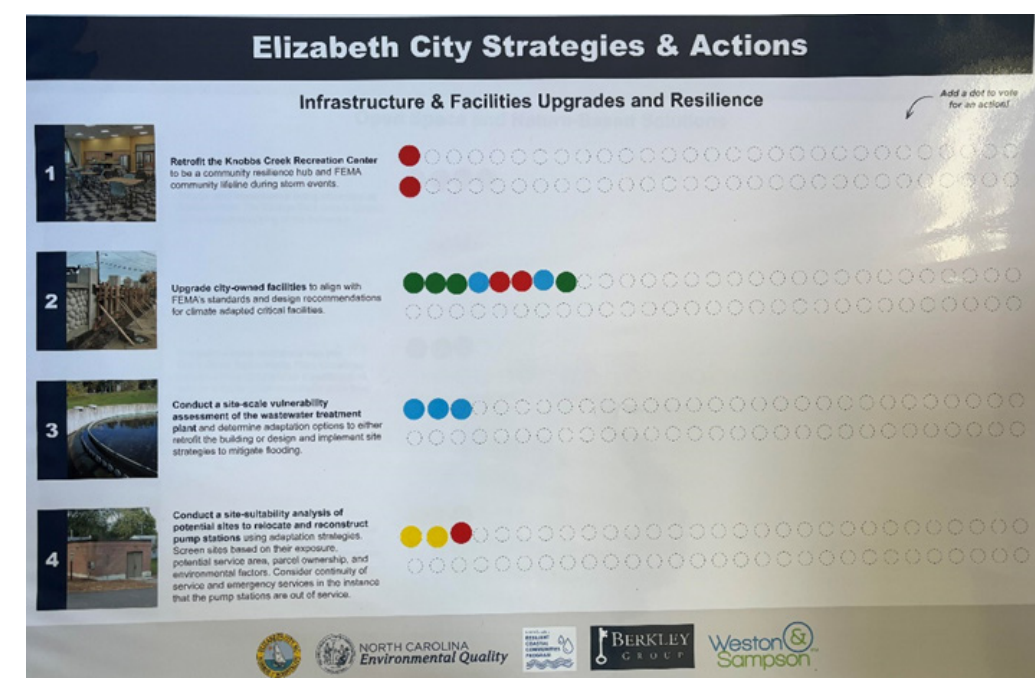 Elizabeth City Strategies & Actions
Infrastructure & Facilities Upgrades and Resilience
Add a dot to vote
for an action!
1
Retrofit the Knobbs Creek Recreation Center
to be a community resilience hub and FEMA
community lifeline during storm events.
2
Upgrade city-owned facilities to align with
FEMA's standards and design recommendations
for climate adapted critical facilities.
3
Conduct a site-scale vulnerability
assessment of the wastewater treatment
plant and determine adaptation options to either
retrofit the building or design and implement site
strategies to mitigate flooding.
4
Conduct a site-suitability analysis of
potential sites to relocate and reconstruct
pump stations using adaptation strategies.
Screen sites based on their exposure,
potential service area, parcel ownership, and
environmental factors. Consider continuity of
service and emergency services in the instance
that the pump stations are out of service.
NORTH CAROLINA
Environmental Quality
RESILIENT
COASTAL
COMMUNITIES
PROGRAM
BERKLEY
GROUP
Weston &
Sampson